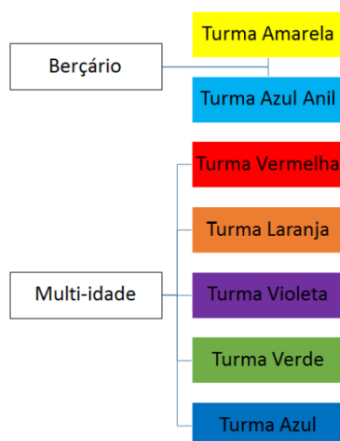 Turma Amarela
Berçário
Turma Azul Anil
Turma Vermelha
Turma Laranja
Multi-idade
Turma Violeta
Turma Verde
Turma Azul